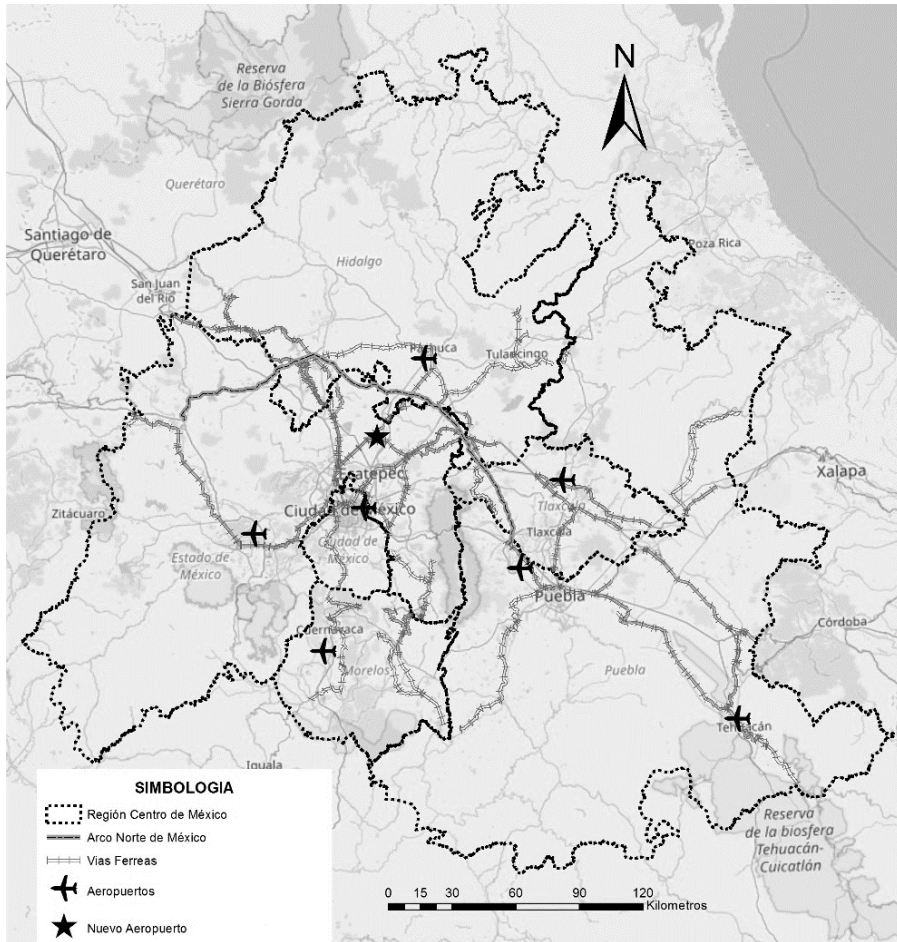 Reserva
de la Biósfera
Sierra Gorda
N
Querétaro
Santiago de
Querétaro
Poza Rica
Hidalgo
San Juan
del Río
Pachuca
Tulancingo
Xalapa
Zitácuaro
Ciudad de México
Tlaxcala
Tlaxcala
Ciudad de
México
Estado de
México
Puebla
Córdoba
Cuernavaca
Morelos
Puebla
Tehuacán
Iguala
SIMBOLOGIA
Región Centro de México
Arco Norte de México
Vias Ferreas
Aeropuertos
Nuevo Aeropuerto
0 15 30 60 90 120
Kilometros
Reserva
de la biosfera
Tehuacán-
Cuicatlán